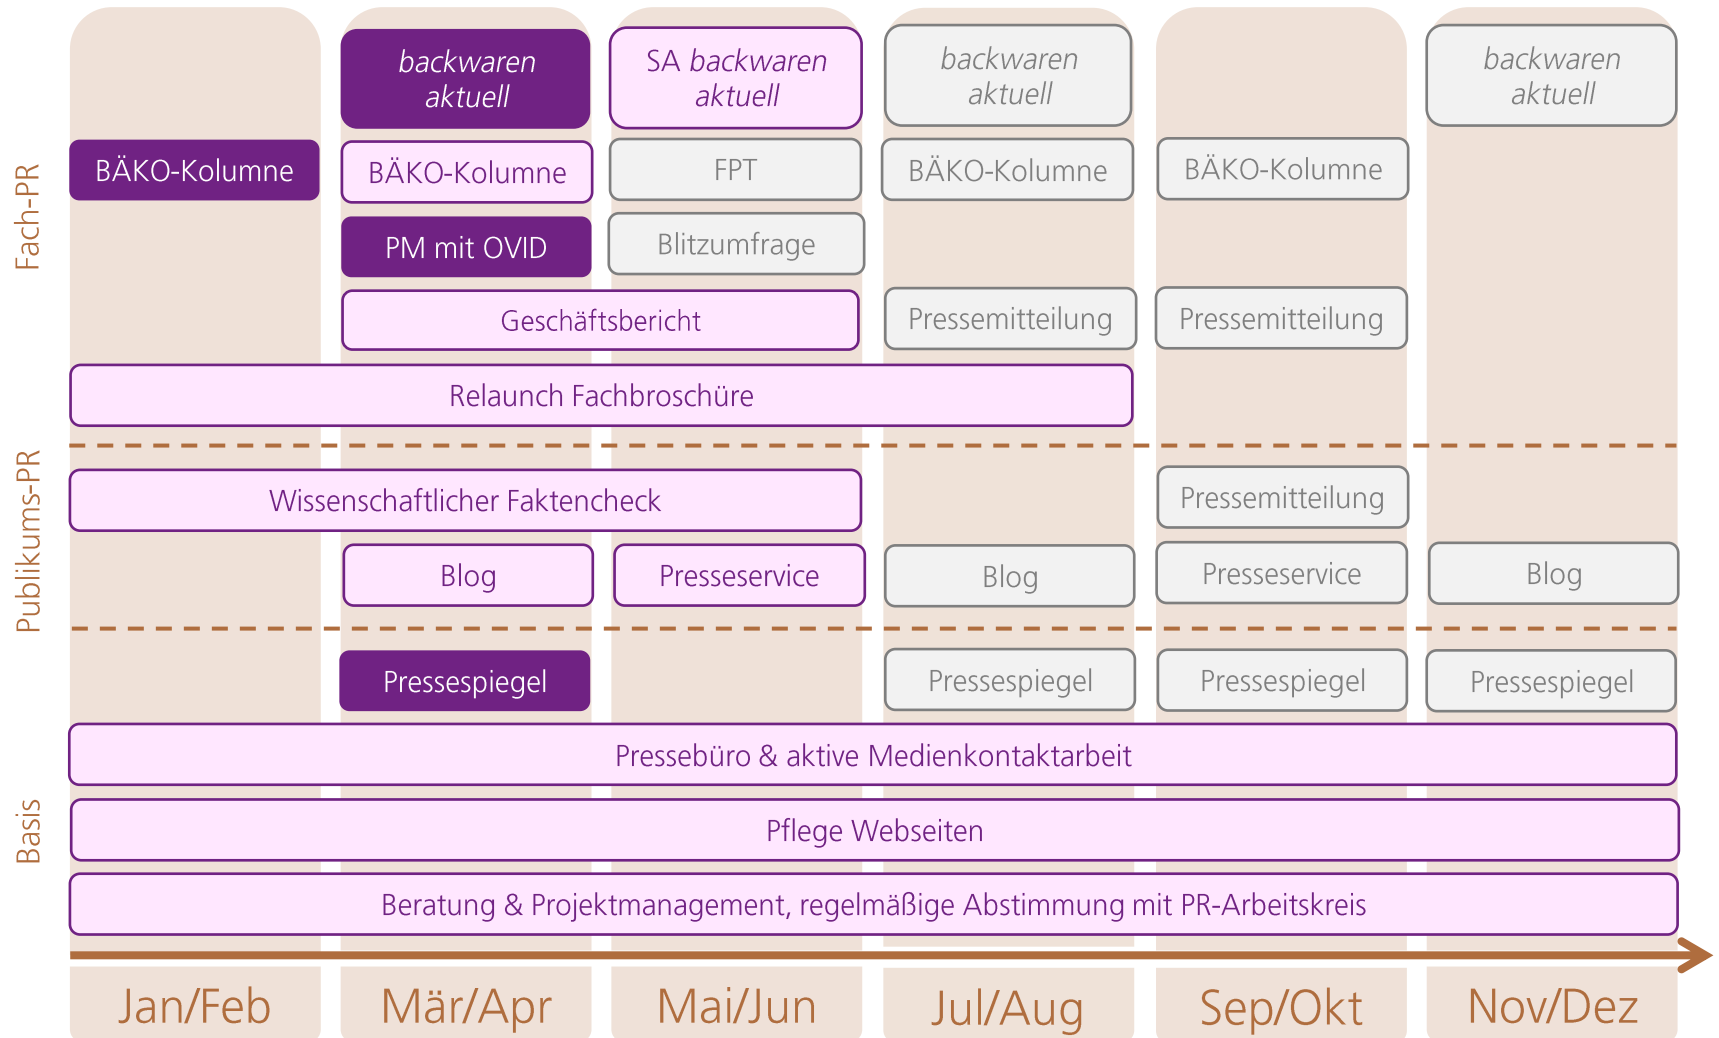 backwaren
aktuell
SA backwaren
aktuell
backwaren
aktuell
backwaren
aktuell
Fach-PR
BÄKO-Kolumne
BÄKO-Kolumne
FPT
BÄKO-Kolumne
BÄKO-Kolumne
PM mit OVID
Blitzumfrage
Geschäftsbericht
Pressemitteilung
Pressemitteilung
Relaunch Fachbroschüre
Publikums-PR
Wissenschaftlicher Faktencheck
Pressemitteilung
Blog
Presseservice
Blog
Presseservice
Blog
Basis
Pressespiegel
Pressespiegel
Pressespiegel
Pressespiegel
Pressebüro & aktive Medienkontaktarbeit
Pflege Webseiten
Beratung & Projektmanagement, regelmäßige Abstimmung mit PR-Arbeitskreis
Jan/Feb
Mär/Apr
Mai/Jun
Jul/Aug
Sep/Okt
Nov/Dez